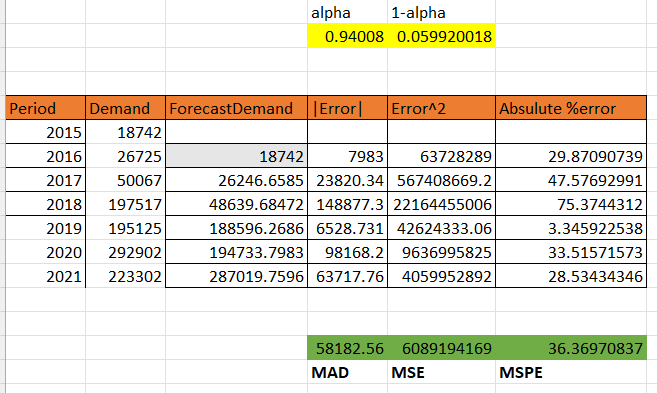 alpha 1-alpha
0.94008 0.059920018
Period Demand ForecastDemand |Error| Error^2 Absulute %error
2015 18742
2016 26725 18742 7983 63728289 29.87090739
2017 50067 26246.6585 23820.34 567408669.2 47.57692991
2018 197517 48639.68472 148877.3 22164455006 75.3744312
2019 195125 188596.2686 6528.731 42624333.06 3.345922538
2020 292902 194733.7983 98168.2 9636995825 33.51571573
2021 223302 287019.7596 63717.76 4059952892 28.53434346
58182.56 6089194169 36.36970837
MAD MSE MSPE